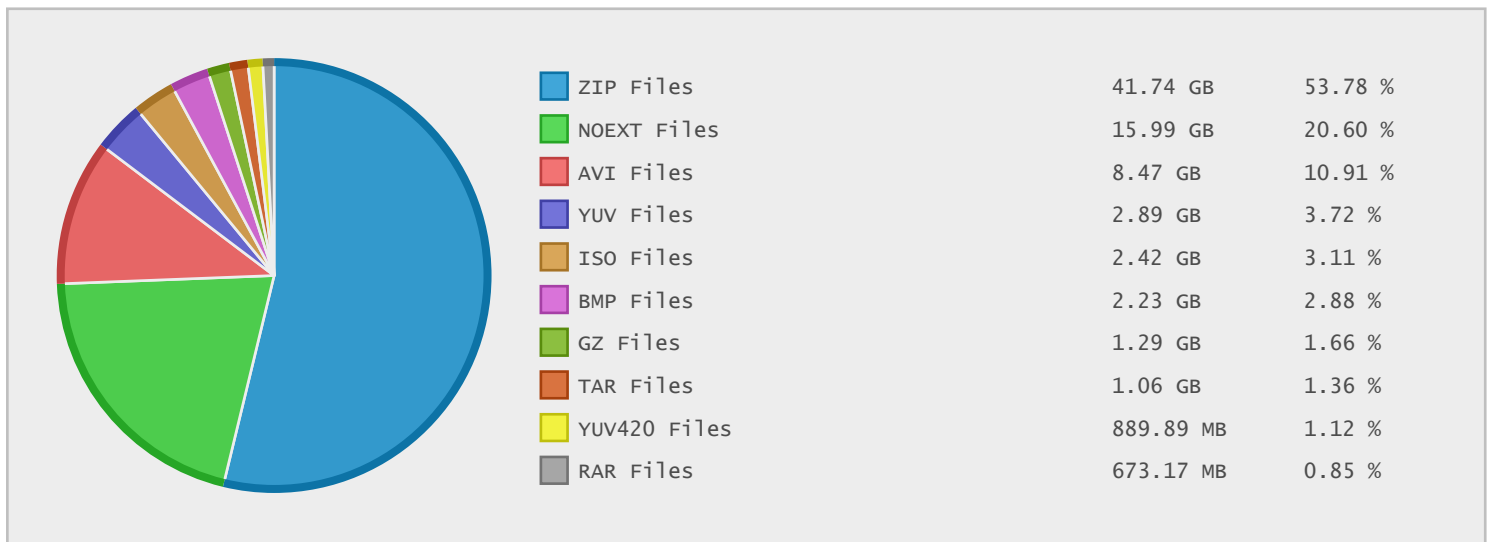 ZIP Files 41.74 GB 53.78 %
NOEXT Files 15.99 GB 20.60 %
AVI Files 8.47 GB 10.91 %
YUV Files 2.89 GB 3.72 %
ISO Files 2.42 GB 3.11 %
BMP Files 2.23 GB 2.88 %
GZ Files 1.29 GB 1.66 %
TAR Files 1.06 GB 1.36 %
YUV420 Files 889.89 MB 1.12 %
RAR Files 673.17 MB 0.85 %